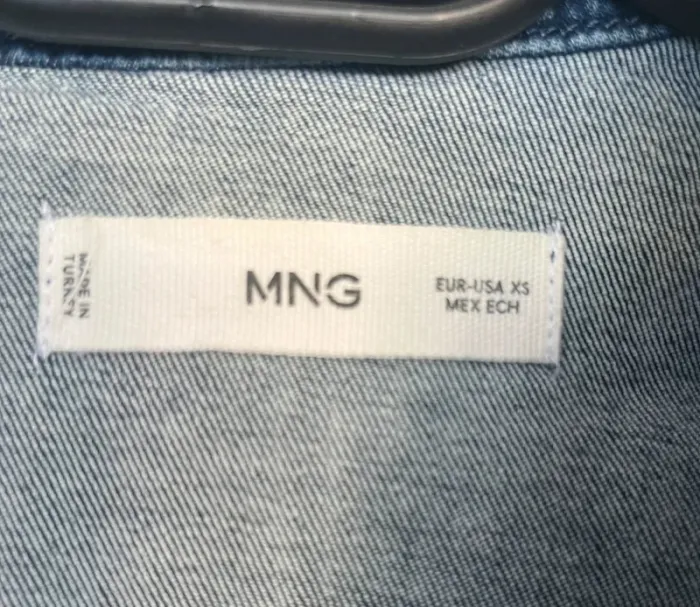 MADE IN
TURKEY
MNG
EUR-USA XS
MEX ECH